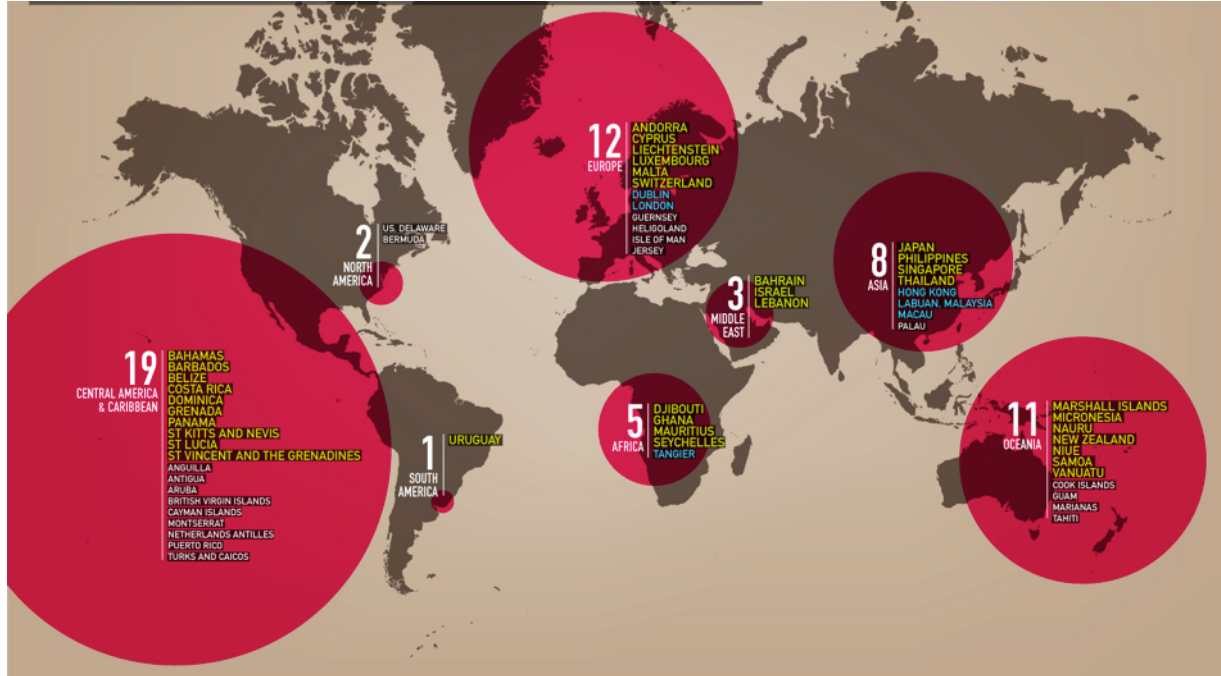 2
NORTH
AMERICA
US. DELAWARE
BERMUDA
12
EUROPE
ANDORRA
CYPRUS
LIECHTENSTEIN
LUXEMBOURG
MALTA
SWITZERLAND
DUBLIN
LONDON
GUERNSEY
HELIGOLAND
ISLE OF MAN
JERSEY
3
MIDDLE
EAST
BAHRAIN
ISRAEL
LEBANON
8
ASIA
JAPAN
PHILIPPINES
SINGAPORE
THAILAND
HONG KONG
LABUAN, MALAYSIA
MACAU
PALAU
19
CENTRAL AMERICA
& CARIBBEAN
BAHAMAS
BARBADOS
BELIZE
COSTA RICA
DOMINICA
GRENADA
PANAMA
ST KITTS AND NEVIS
ST LUCIA
ST VINCENT AND THE GRENADINES
ANGUILLA
ANTIGUA
ARUBA
BRITISH VIRGIN ISLANDS
CAYMAN ISLANDS
MONTSERRAT
NETHERLANDS ANTILLES
PUERTO RICO
TURKS AND CAICOS
1
SOUTH
AMERICA
URUGUAY
5
AFRICA
DJIBOUTI
GHANA
MAURITIUS
SEYCHELLES
TANGIER
11
OCEANIA
MARSHALL ISLANDS
MICRONESIA
NAURU
NEW ZEALAND
NIUE
SAMOA
VANUATU
COOK ISLANDS
GUAM
MARIANAS
TAHITI